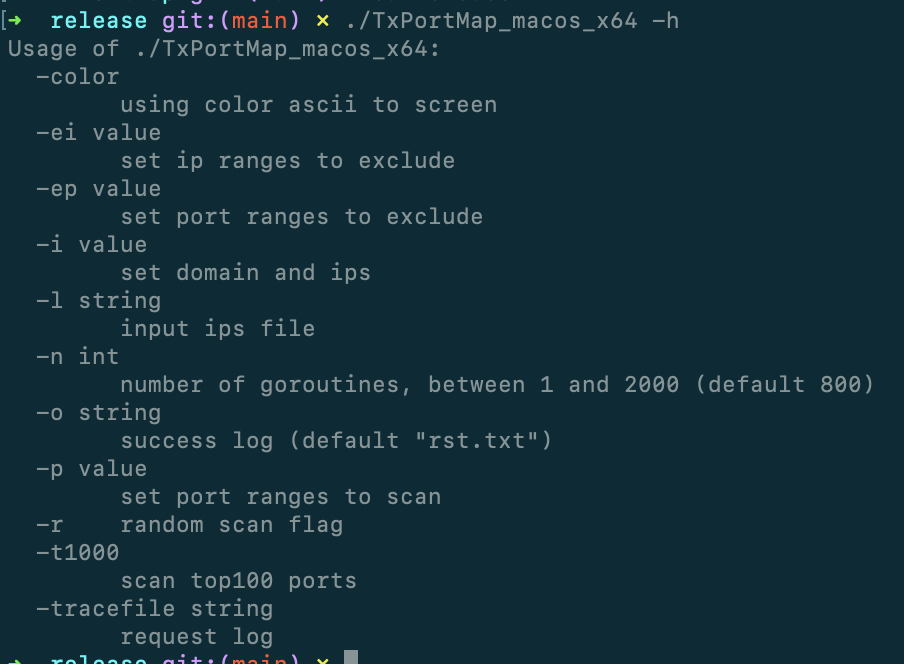 [➜  release git:(main) × ./TxPortMap_macos_x64 -h
Usage of ./TxPortMap_macos_x64:
  -color
        using color ascii to screen
  -ei value
        set ip ranges to exclude
  -ep value
        set port ranges to exclude
  -i value
        set domain and ips
  -l string
        input ips file
  -n int
        number of goroutines, between 1 and 2000 (default 800)
  -o string
        success log (default "rst.txt")
  -p value
        set port ranges to scan
  -r    random scan flag
  -t1000
        scan top100 ports
  -tracefile string
        request log
➜  release git:(main) ×